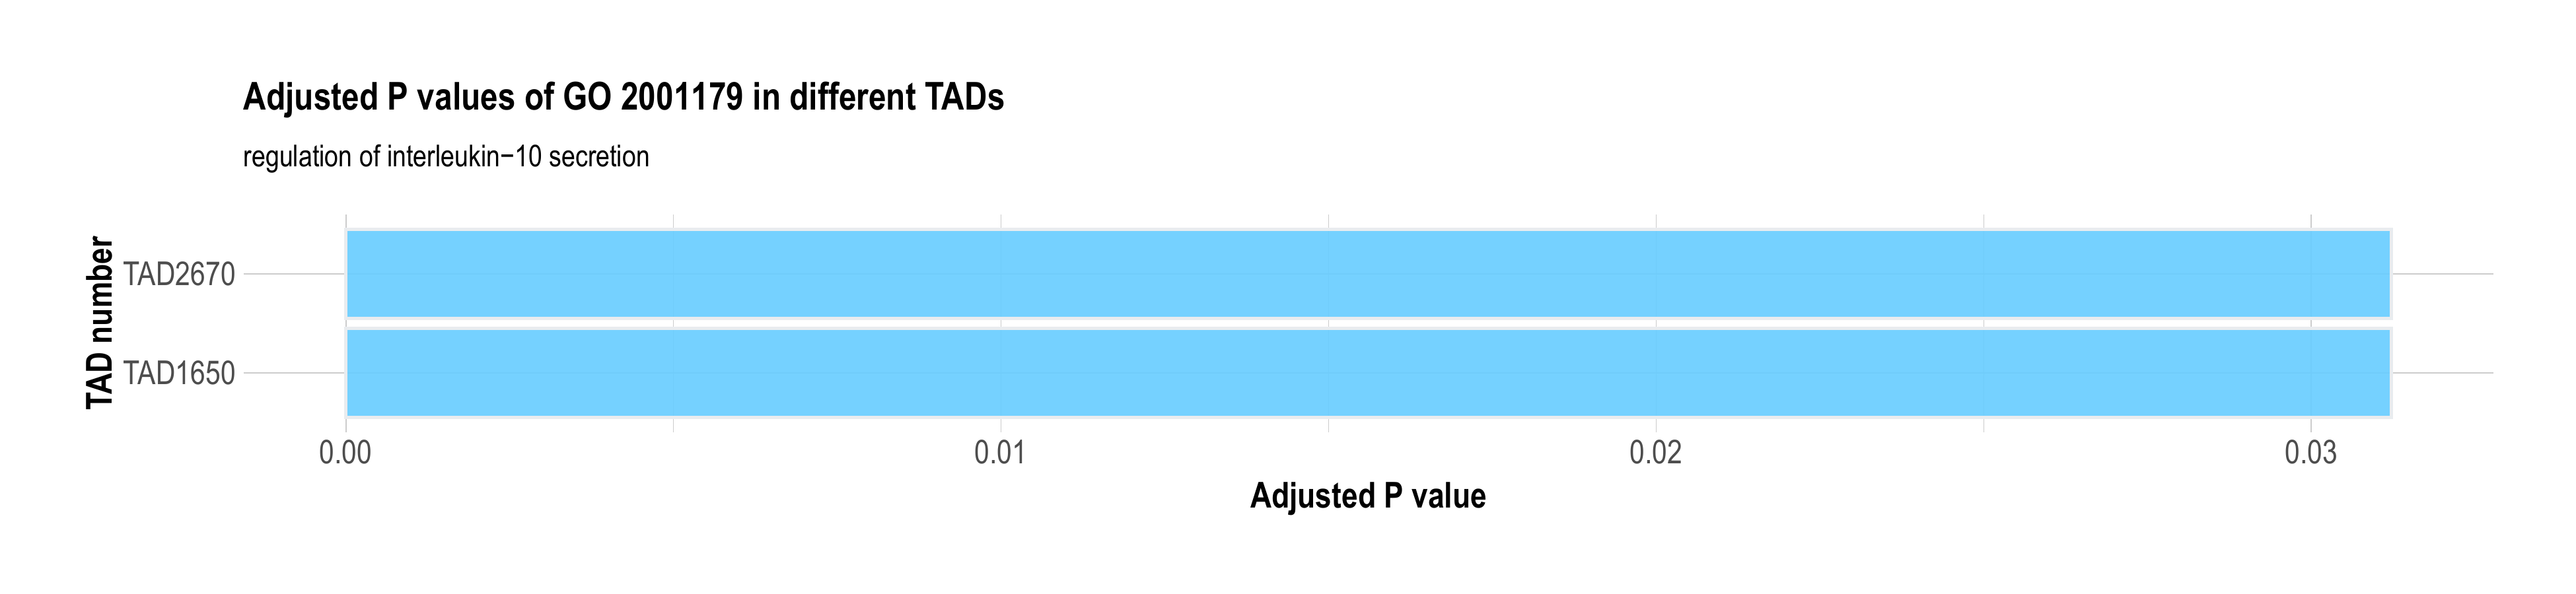 Adjusted P values of GO 2001179 in different TADs
regulation of interleukin−10 secretion
TAD number
TAD2670
TAD1650
0.00 0.01 0.02 0.03
Adjusted P value